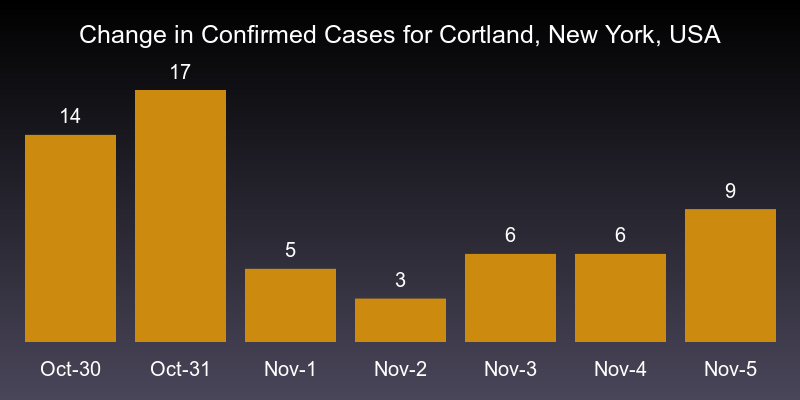 Change in Confirmed Cases for Cortland, New York, USA
14
17
5
3
6
6
9
Oct-30
Oct-31
Nov-1
Nov-2
Nov-3
Nov-4
Nov-5